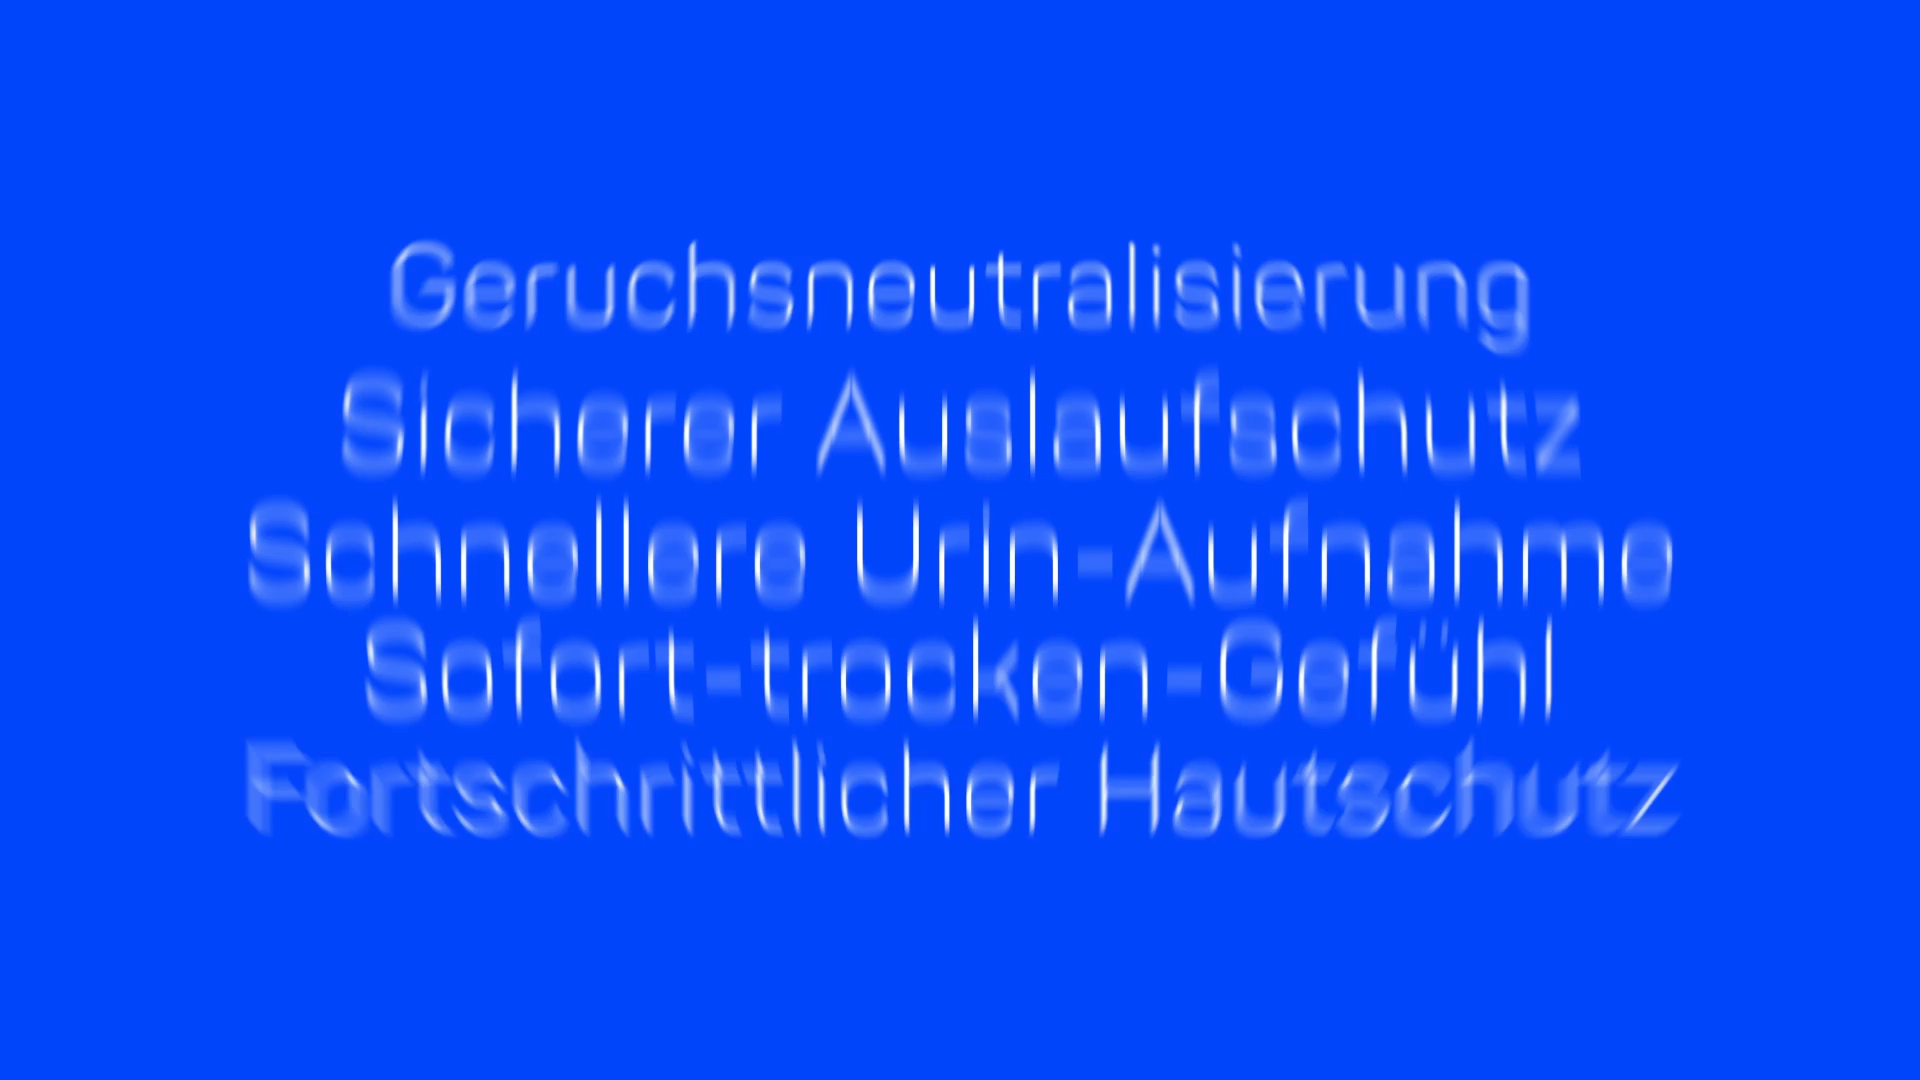 Geruchsneutralisierung
Sicherer Auslaufschutz
Schnellere Urin-Aufnahme
Sofort-trocken-Gefühl
Fortschrittlicher Hautschutz